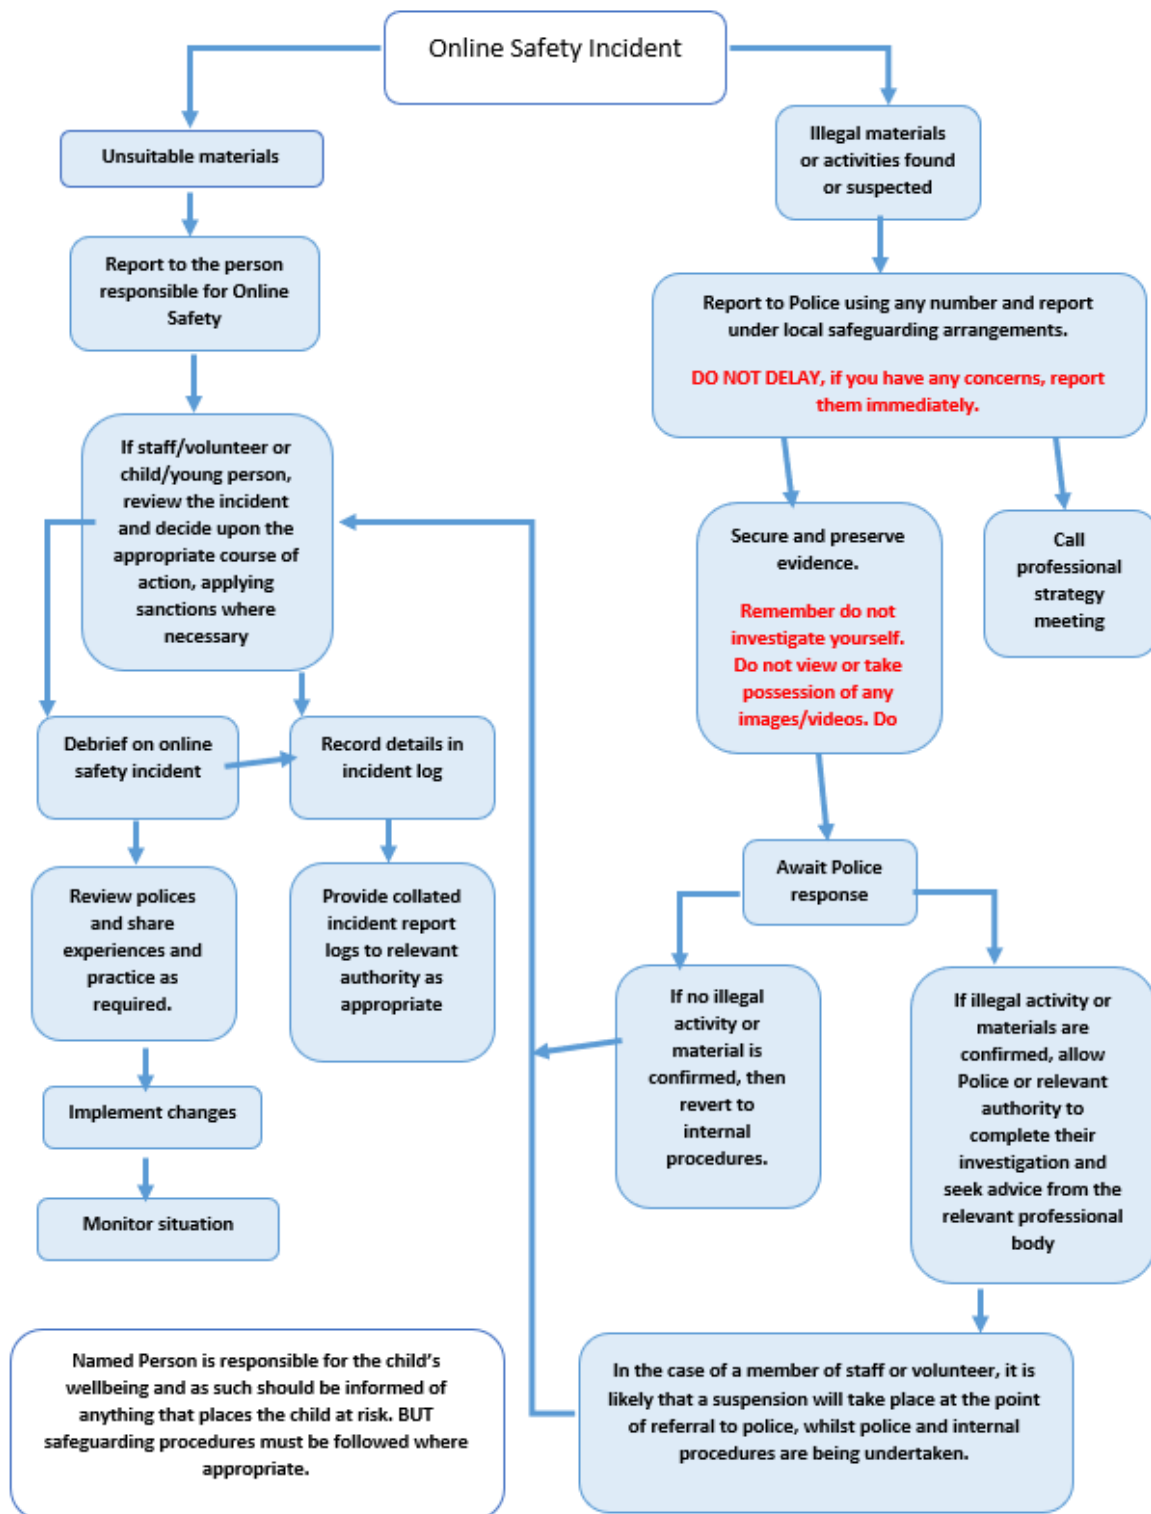 Online Safety Incident
Unsuitable materials
Illegal materials
or activities found
or suspected
Report to the person
responsible for Online
Safety
Report to Police using any number and report
under local safeguarding arrangements.
DO NOT DELAY, if you have any concerns, report
them immediately.
If staff/volunteer or
child/young person,
review the incident
and decide upon the
appropriate course of
action, applying
sanctions where
necessary
Secure and preserve
evidence.
Remember do not
investigate yourself.
Do not view or take
possession of any
images/videos. Do
Call
professional
strategy
meeting
Debrief on online
safety incident
Record details in
incident log
Review polices
and share
experiences and
practice as
required.
Provide collated
incident report
logs to relevant
authority as
appropriate
Await Police
response
If no illegal
activity or
material is
confirmed, then
revert to
internal
procedures.
If illegal activity or
materials are
confirmed, allow
Police or relevant
authority to
complete their
investigation and
seek advice from the
relevant professional
body
Implement changes
Monitor situation
Named Person is responsible for the child's
wellbeing and as such should be informed of
anything that places the child at risk. BUT
safeguarding procedures must be followed where
appropriate.
In the case of a member of staff or volunteer, it is
likely that a suspension will take place at the point
of referral to police, whilst police and internal
procedures are being undertaken.